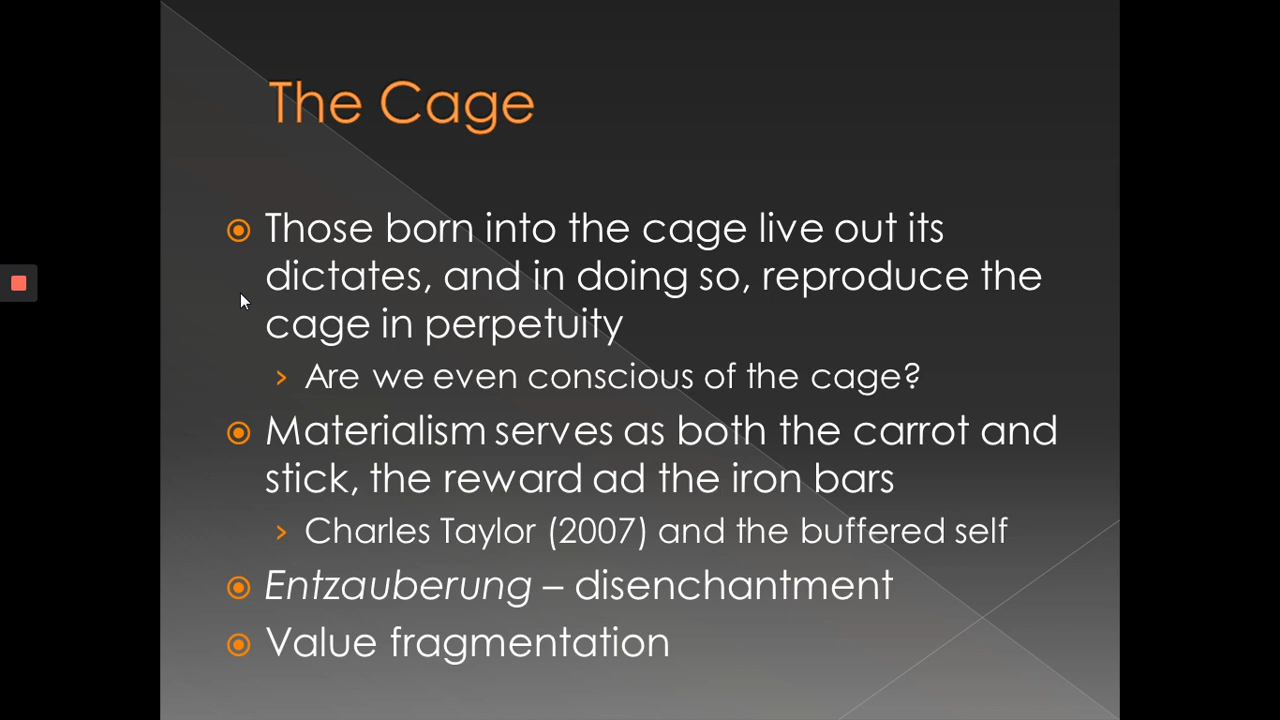 The Cage
Those born into the cage live out its
dictates, and in doing so, reproduce the
cage in perpetuity
Are we even conscious of the cage?
Materialism serves as both the carrot and
stick, the reward ad the iron bars
Charles Taylor (2007) and the buffered self
Entzauberung – disenchantment
Value fragmentation